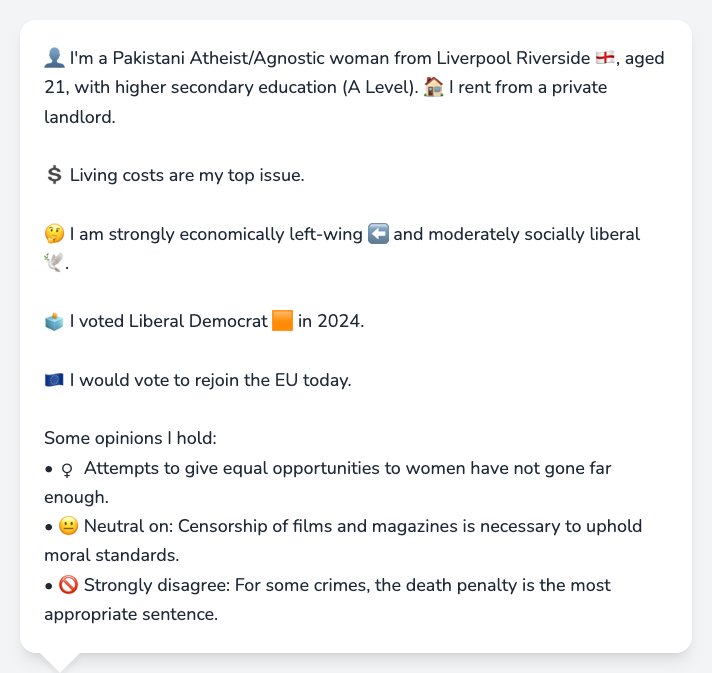 👤 I'm a Pakistani Atheist/Agnostic woman from Liverpool Riverside 🏴󠁧󠁢󠁥󠁮󠁧󠁿, aged
21, with higher secondary education (A Level). 🏠 I rent from a private
landlord.
💲 Living costs are my top issue.
🤔 I am strongly economically left-wing ⬅️ and moderately socially liberal
🕊️.
🗳️ I voted Liberal Democrat 🟧 in 2024.
🇪🇺 I would vote to rejoin the EU today.
Some opinions I hold:
• ♀️ Attempts to give equal opportunities to women have not gone far
enough.
• 😐 Neutral on: Censorship of films and magazines is necessary to uphold
moral standards.
• 🚫 Strongly disagree: For some crimes, the death penalty is the most
appropriate sentence.